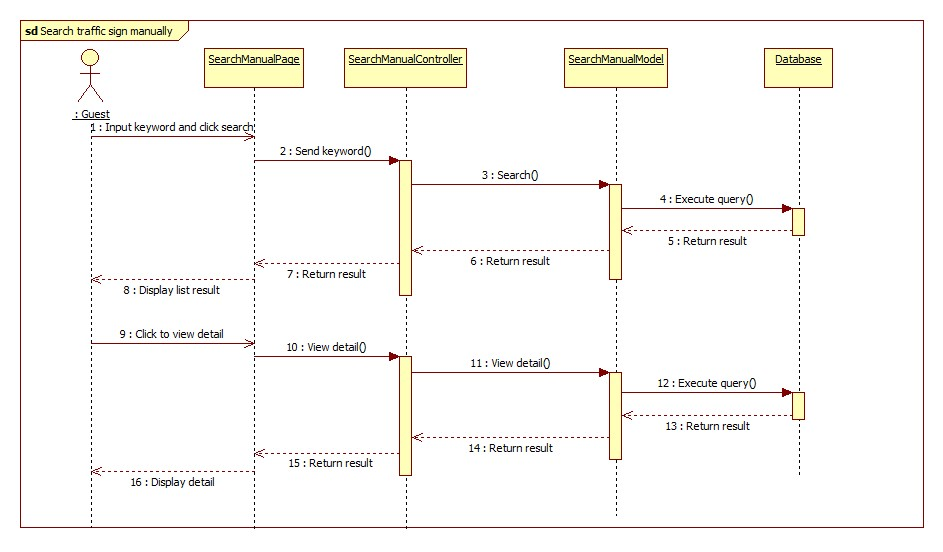 sd Search traffic sign manually
SearchManualPage
SearchManualController
SearchManualModel
Database
: Guest
1 : Input keyword and click search
2 : Send keyword()
3 : Search()
4 : Execute query()
5 : Return result
6 : Return result
7 : Return result
8 : Display list result
9 : Click to view detail
10 : View detail()
11 : View detail()
12 : Execute query()
13 : Return result
14 : Return result
15 : Return result
16 : Display detail